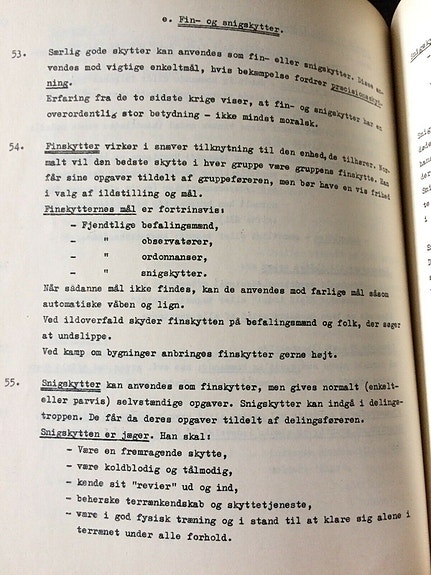 e. Fin- og snigskytter.
53. Særlig gode skytter kan anvendes som fin- eller snigskytter. Disse an-
vendes mod vigtige enkeltmål, hvis bekæmpelse fordrer præcisionsskyd-
ning.
Erfaring fra de to sidste krige viser, at fin- og snigskytter har en
overordentlig stor betydning - ikke mindst moralsk.
54. Finskytter virker i snæver tilknytning til den enhed, de tilhører. Nor-
malt vil den bedste skytte i hver gruppe være gruppens finskytte. Han
får sine opgaver tildelt af gruppeføreren, men bør have en vis frihed
i valg af ildstilling og mål.
Finskytternes mål er fortrinsvis:
- Fjendtlige befalingsmænd,
- " observatører,
- " ordonnanser,
- " snigskytter.
Når sådanne mål ikke findes, kan de anvendes mod farlige mål såsom
automatiske våben og lign.
Ved ildoverfald skyder finskytten på befalingsmænd og folk, der søger
at undslippe.
Ved kamp om bygninger anbringes finskytter gerne højt.
55. Snigskytter kan anvendes som finskytter, men gives normalt (enkelt-
eller parvis) selvstændige opgaver. Snigskytter kan indgå i delings-
troppen. De får da deres opgaver tildelt af delingsføreren.
Snigskytten er jæger. Han skal:
- Være en fremragende skytte,
- være koldblodig og tålmodig,
- kende sit "revier" ud og ind,
- beherske terrænkendskab og skyttetjeneste,
- være i god fysisk træning og i stand til at klare sig alene i
terrænet under alle forhold.